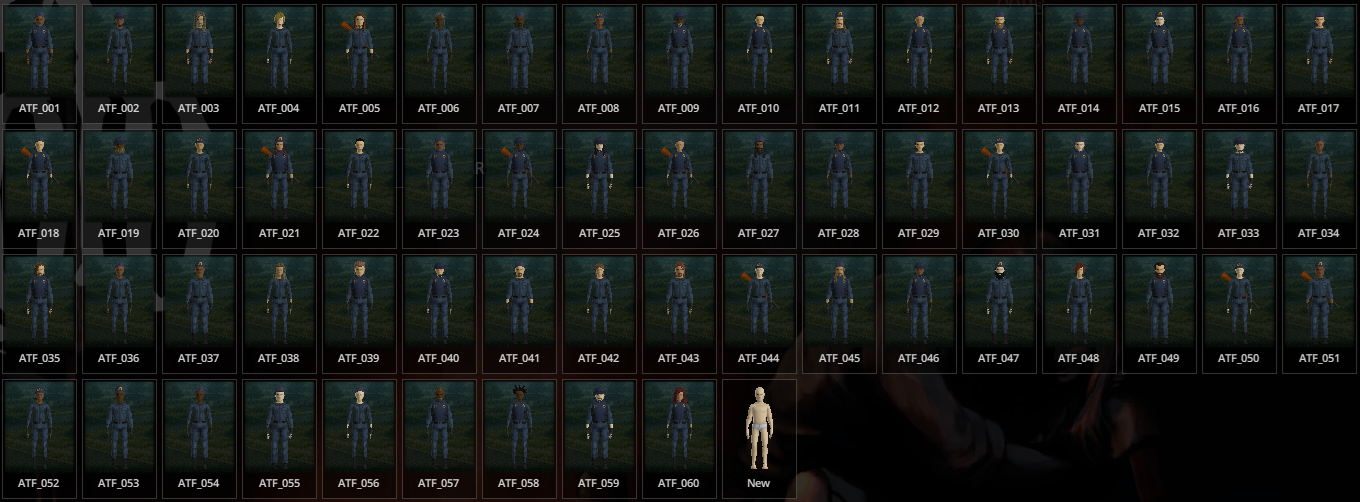 ATF_001 ATF_002 ATF_003 ATF_004 ATF_005 ATF_006 ATF_007 ATF_008 ATF_009 ATF_010 ATF_011 ATF_012 ATF_013 ATF_014 ATF_015 ATF_016 ATF_017
ATF_018 ATF_019 ATF_020 ATF_021 ATF_022 ATF_023 ATF_024 ATF_025 ATF_026 ATF_027 ATF_028 ATF_029 ATF_030 ATF_031 ATF_032 ATF_033 ATF_034
ATF_035 ATF_036 ATF_037 ATF_038 ATF_039 ATF_040 ATF_041 ATF_042 ATF_043 ATF_044 ATF_045 ATF_046 ATF_047 ATF_048 ATF_049 ATF_050 ATF_051
ATF_052 ATF_053 ATF_054 ATF_055 ATF_056 ATF_057 ATF_058 ATF_059 ATF_060 New